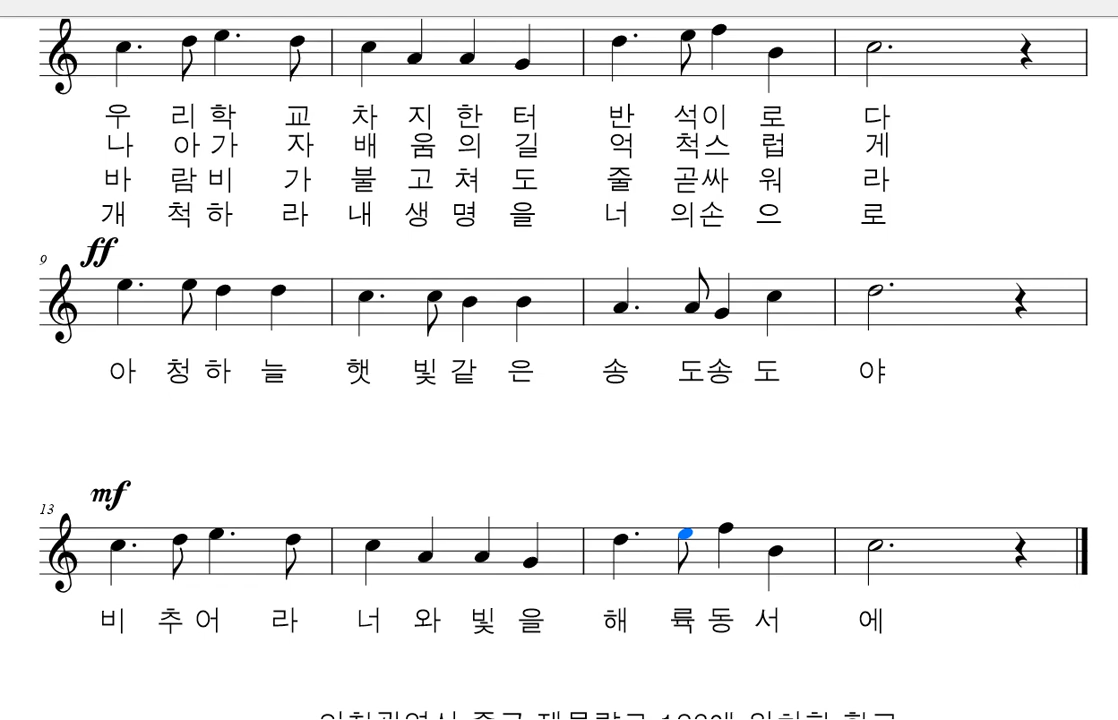 우 리 학 교 차 지 한 터 반 석 이 로 다
나 아 가 자 배 움 의 길 억 척 스 럽 게
바 람 비 가 불 고 쳐 도 줄 곧 싸 워 라
개 척 하 라 내 생 명 을 너 의 손 으 로
ff
9
아 청 하 늘 햇 빛 같 은 송 도 송 도 야
mf
13
비 추 어 라 너 와 빛 을 해 륙 동 서 에